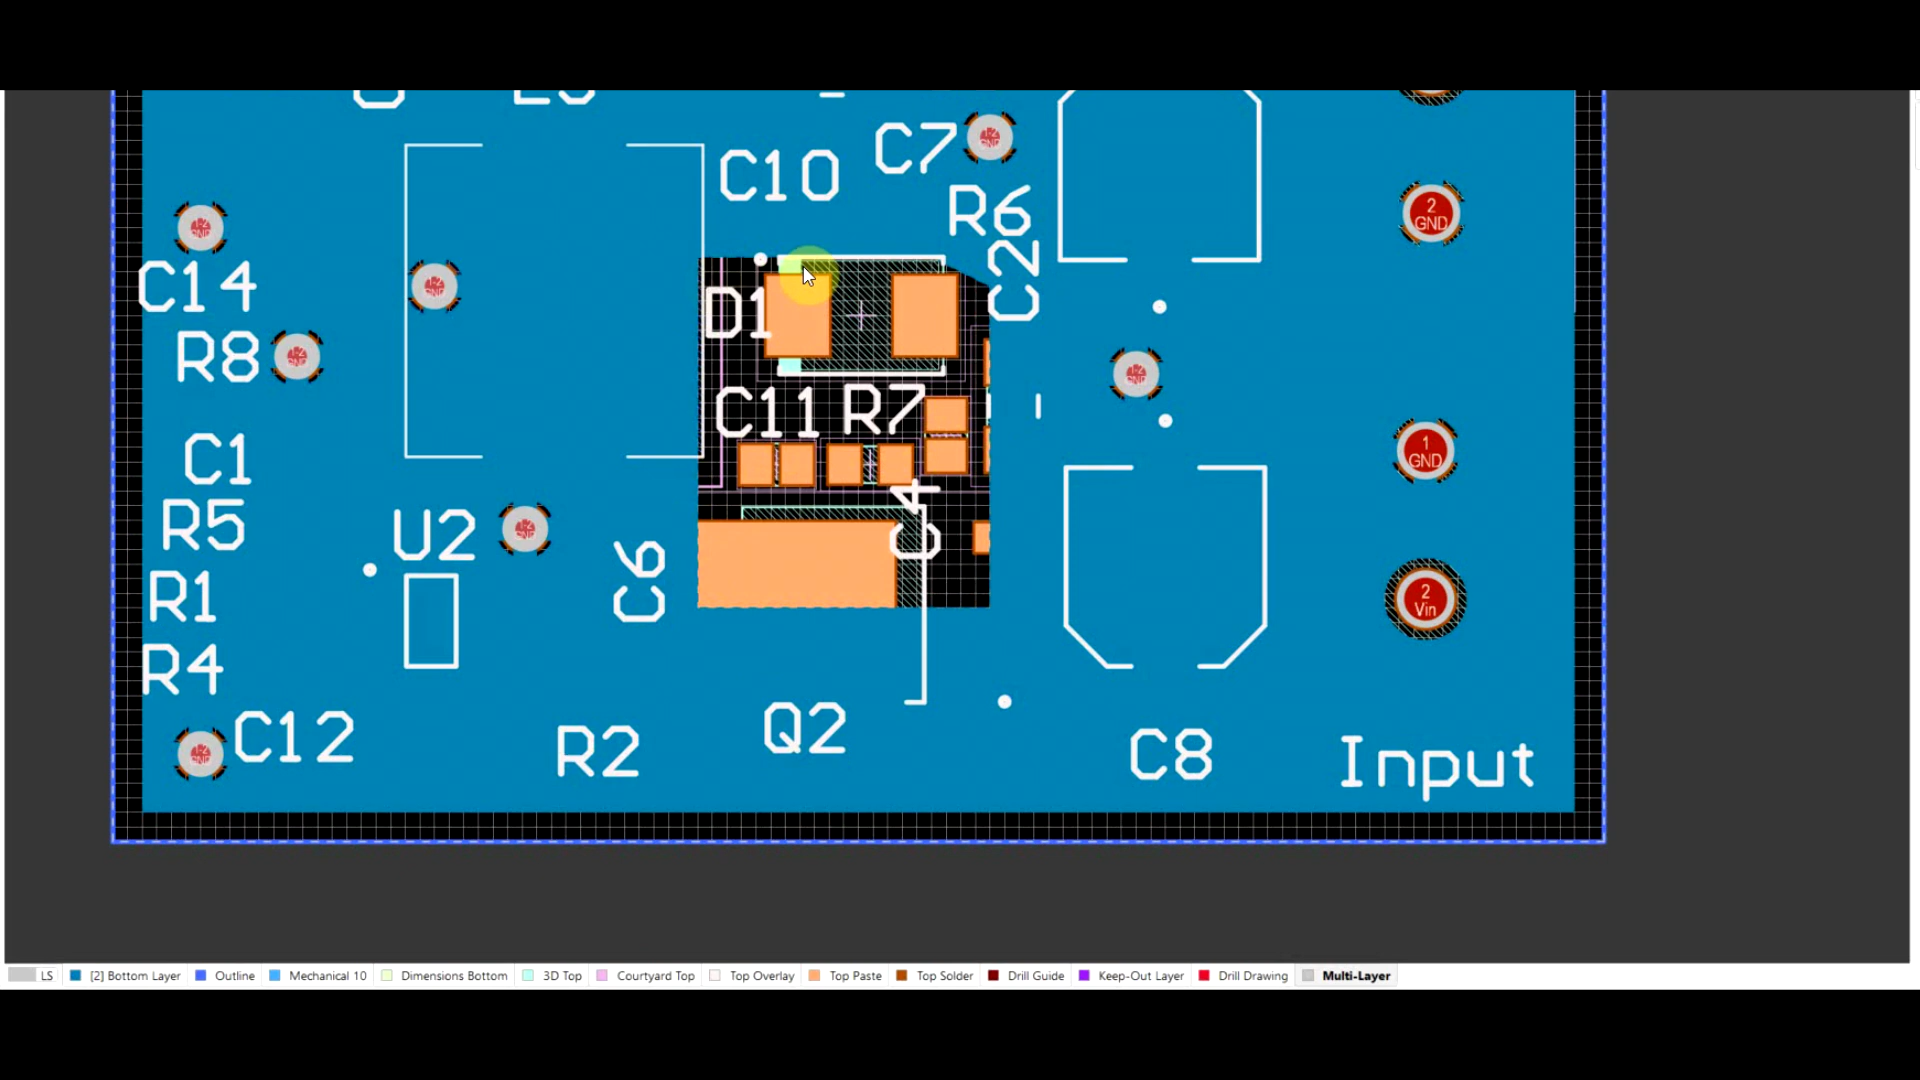 C10
C7
R6
C2
2
GND
C14
D1
R8
C11
R7
C1
1
GND
C4
R5
U2
C6
R1
2
Vin
R4
C12
R2
Q2
C8
Input
LS
[2] Bottom Layer
Outline
Mechanical 10
Dimensions Bottom
3D Top
Courtyard Top
Top Overlay
Top Paste
Top Solder
Drill Guide
Keep-Out Layer
Drill Drawing
Multi-Layer